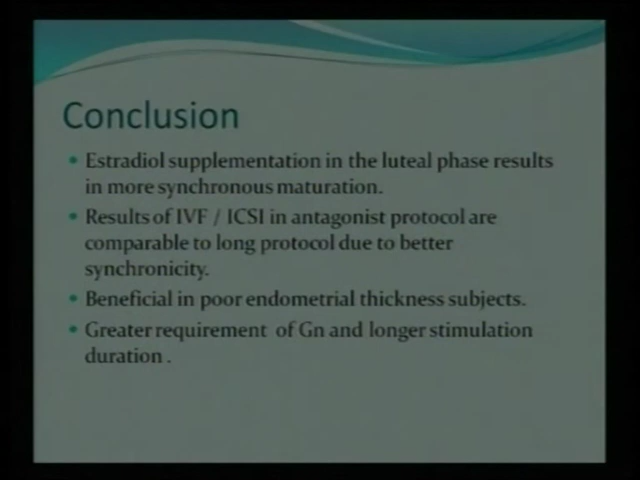 Conclusion
• Estradiol supplementation in the luteal phase results
in more synchronous maturation.
• Results of IVF / ICSI in antagonist protocol are
comparable to long protocol due to better
synchronicity.
• Beneficial in poor endometrial thickness subjects.
• Greater requirement of Gn and longer stimulation
duration .